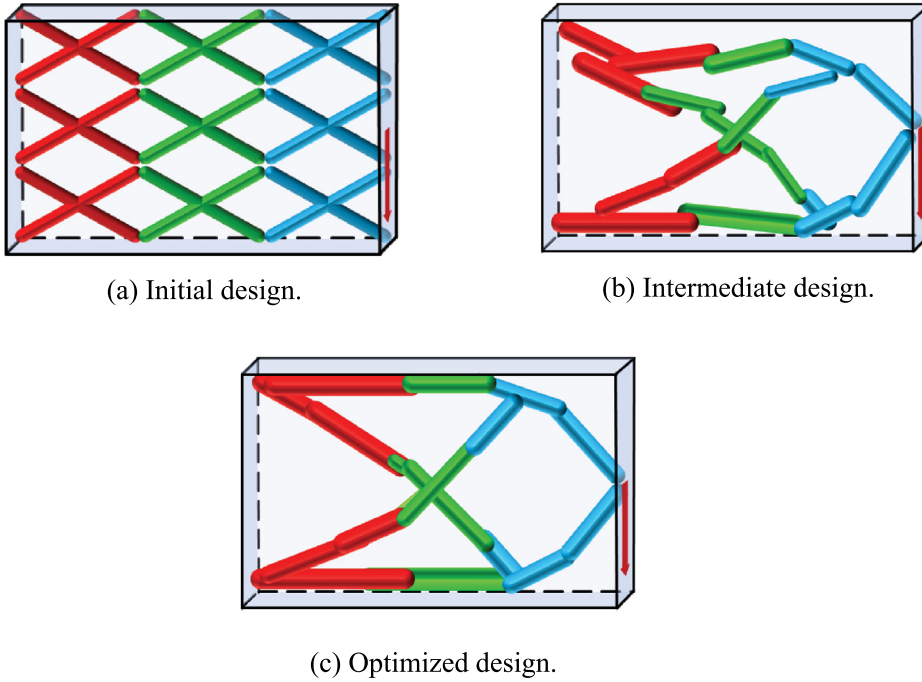 (a) Initial design.
(b) Intermediate design.
(c) Optimized design.